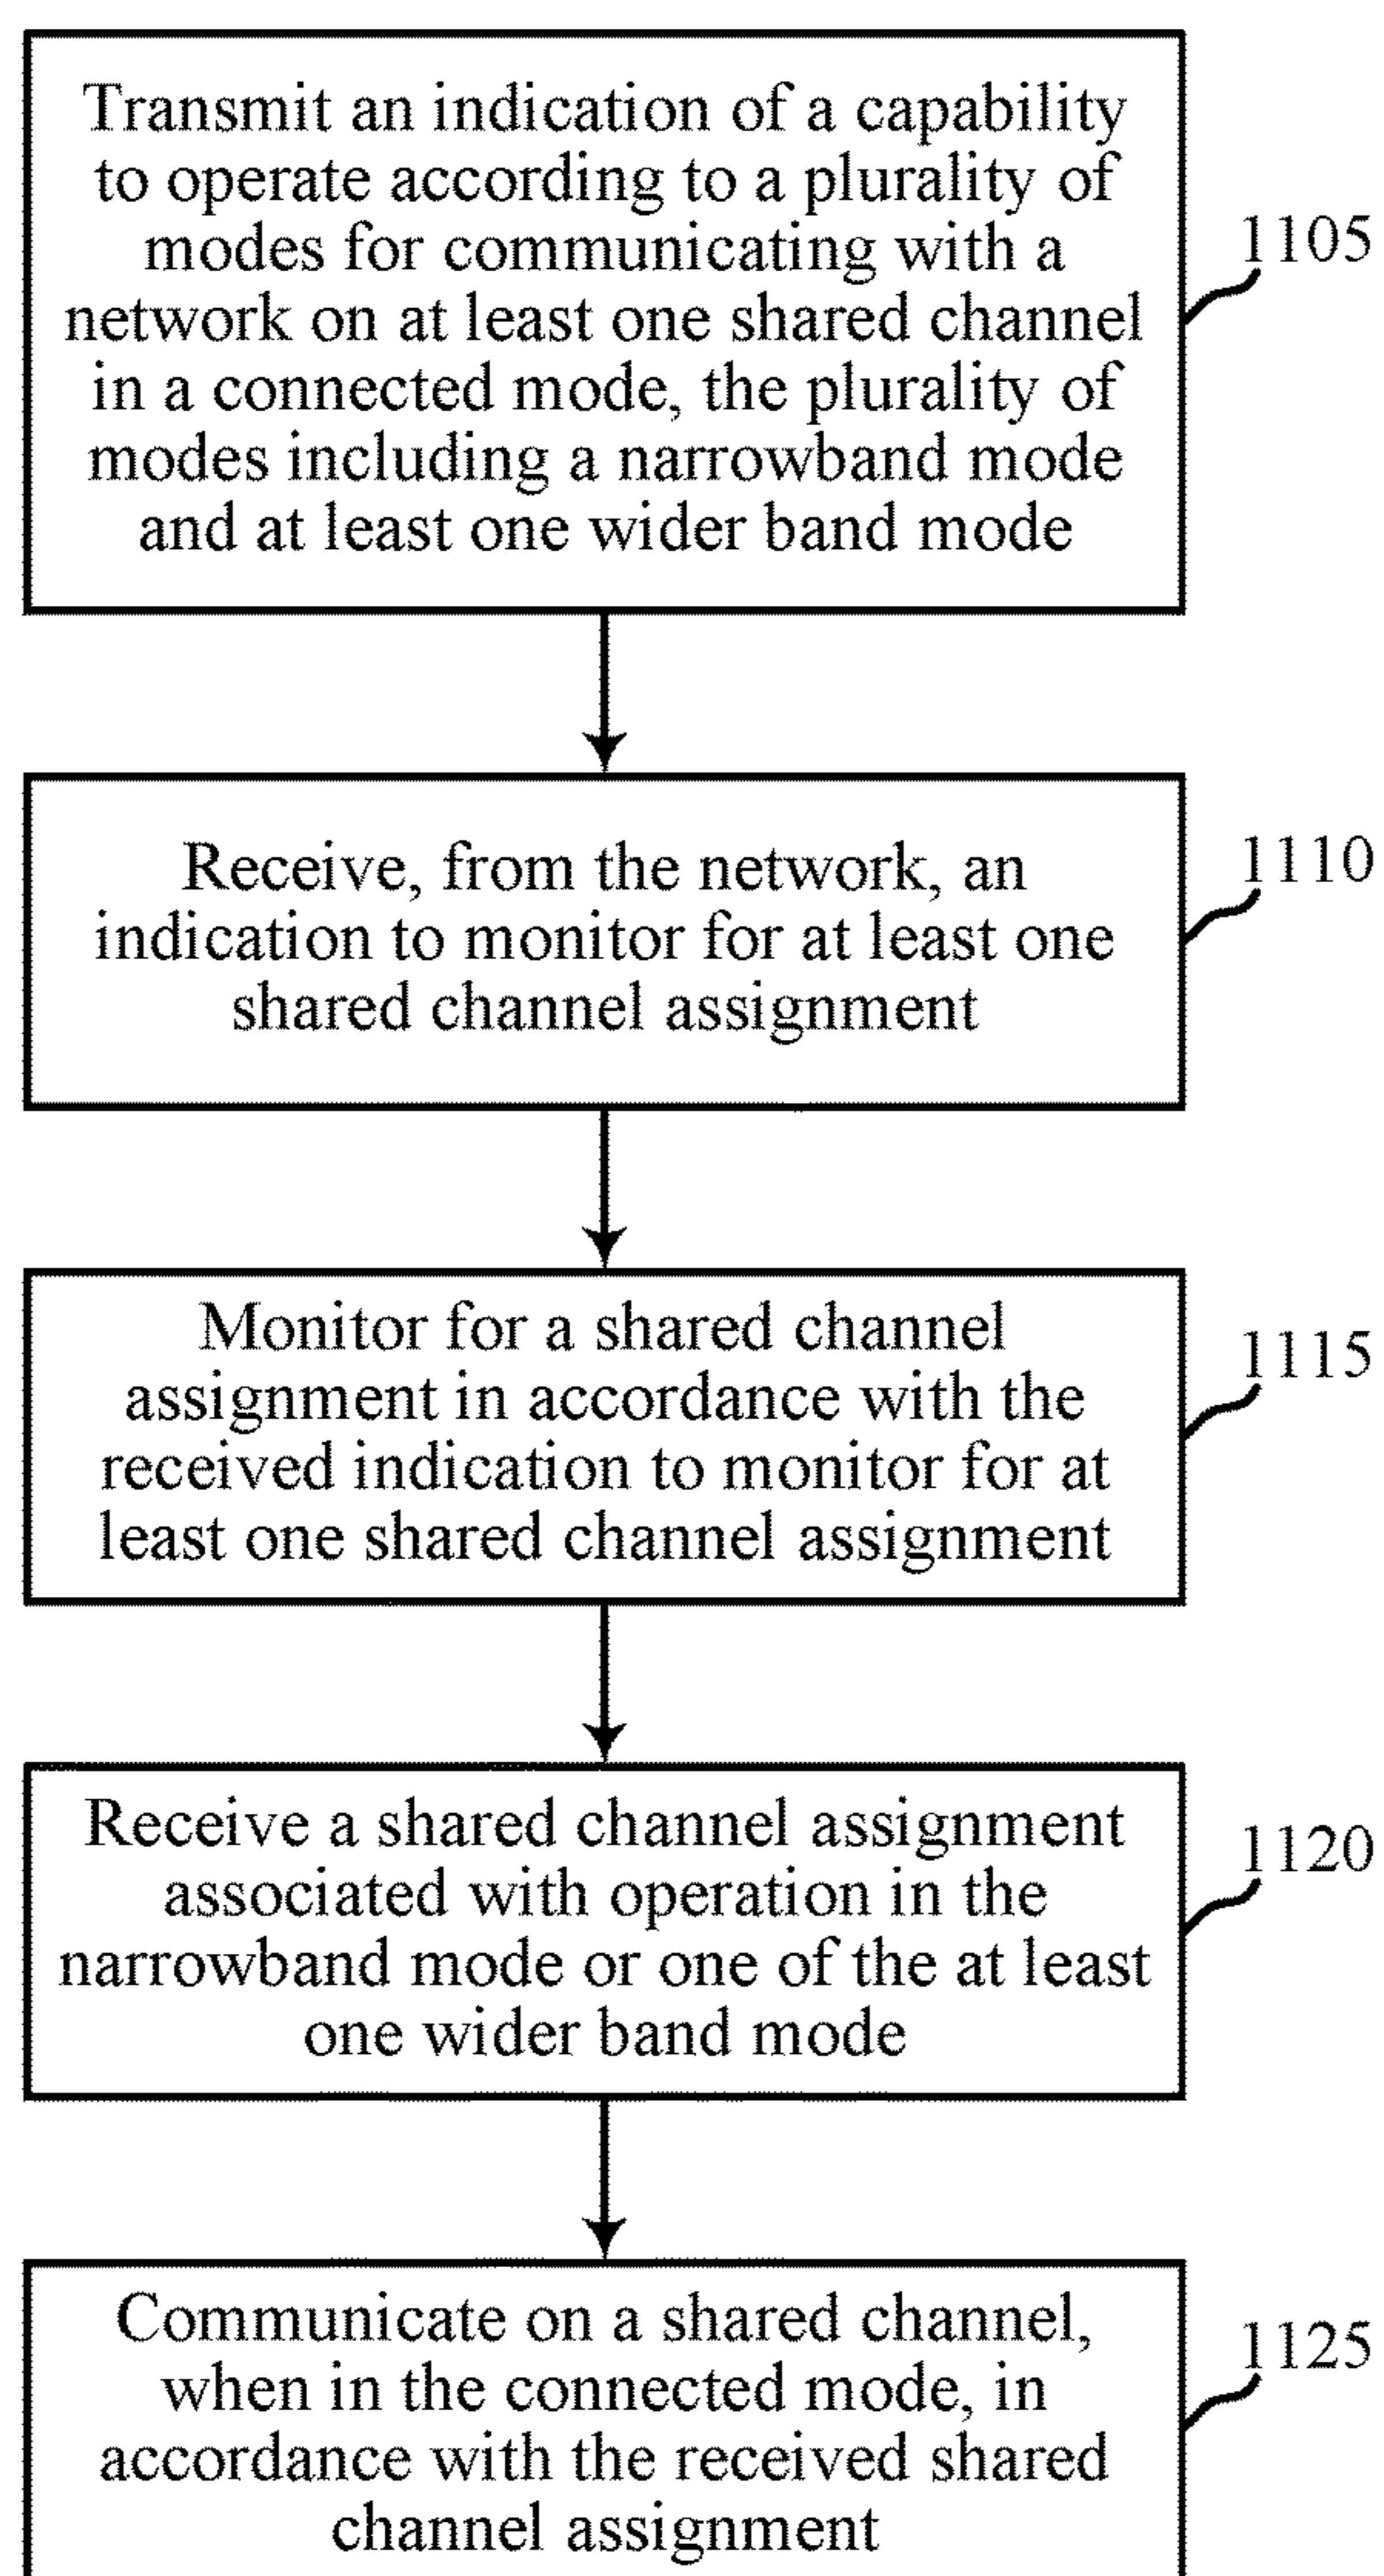 Transmit an indication of a capability
to operate according to a plurality of
modes for communicating with a
network on at least one shared channel
in a connected mode, the plurality of
modes including a narrowband mode
and at least one wider band mode
1105
Receive, from the network, an
indication to monitor for at least one
shared channel assignment
1110
Monitor for a shared channel
assignment in accordance with the
received indication to monitor for at
least one shared channel assignment
1115
Receive a shared channel assignment
associated with operation in the
narrowband mode or one of the at least
one wider band mode
1120
Communicate on a shared channel,
when in the connected mode, in
accordance with the received shared
channel assignment
1125